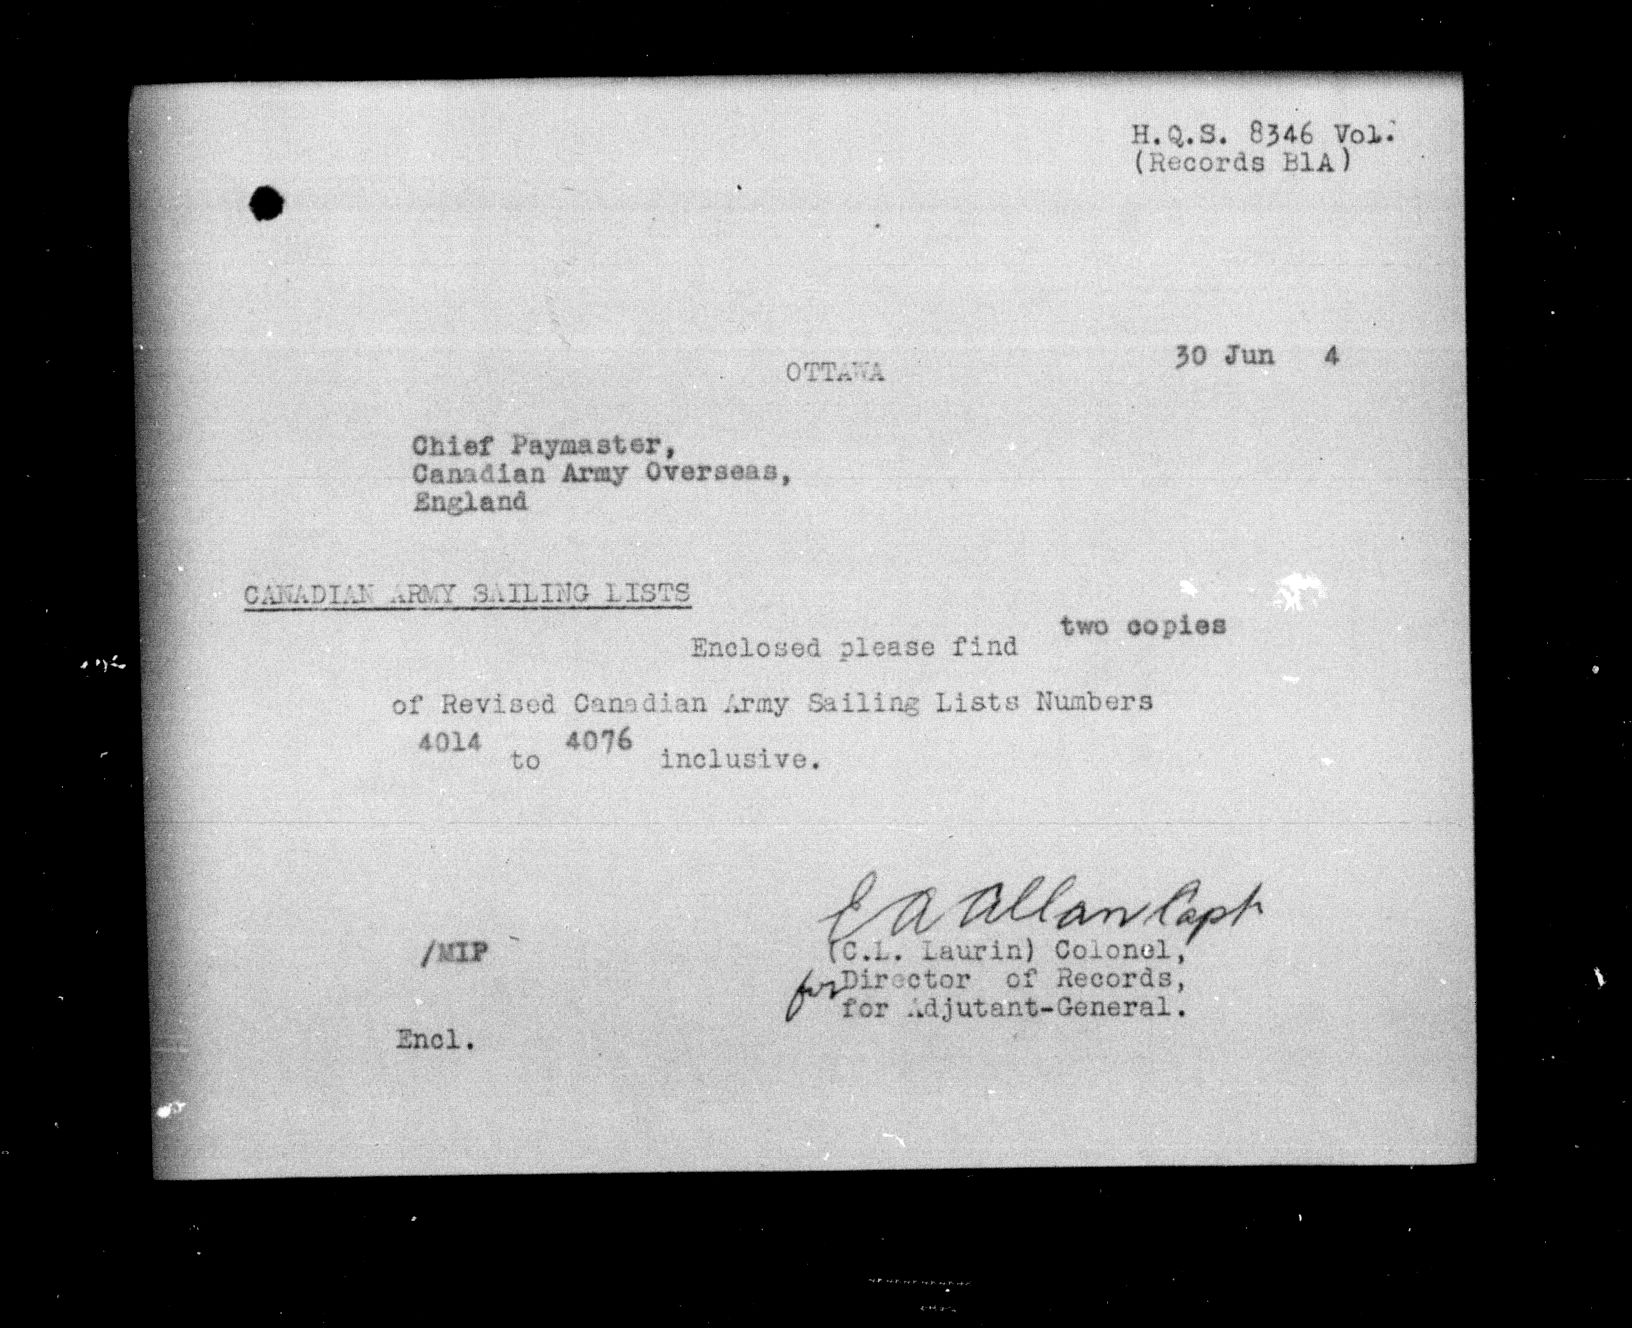 H.Q.S. 8346 Vol.
(Records B1A)
30 Jun 4
OTTAWA
Chief Paymaster,
Canadian Army Overseas,
England
CANADIAN ARMY SAILING LISTS
Enclosed please find two copies
of Revised Canadian Army Sailing Lists Numbers
4014 to 4076 inclusive.
E A Allan Capt
/MIP
(C.L. Laurin) Colonel,
for Director of Records,
for Adjutant-General.
Encl.